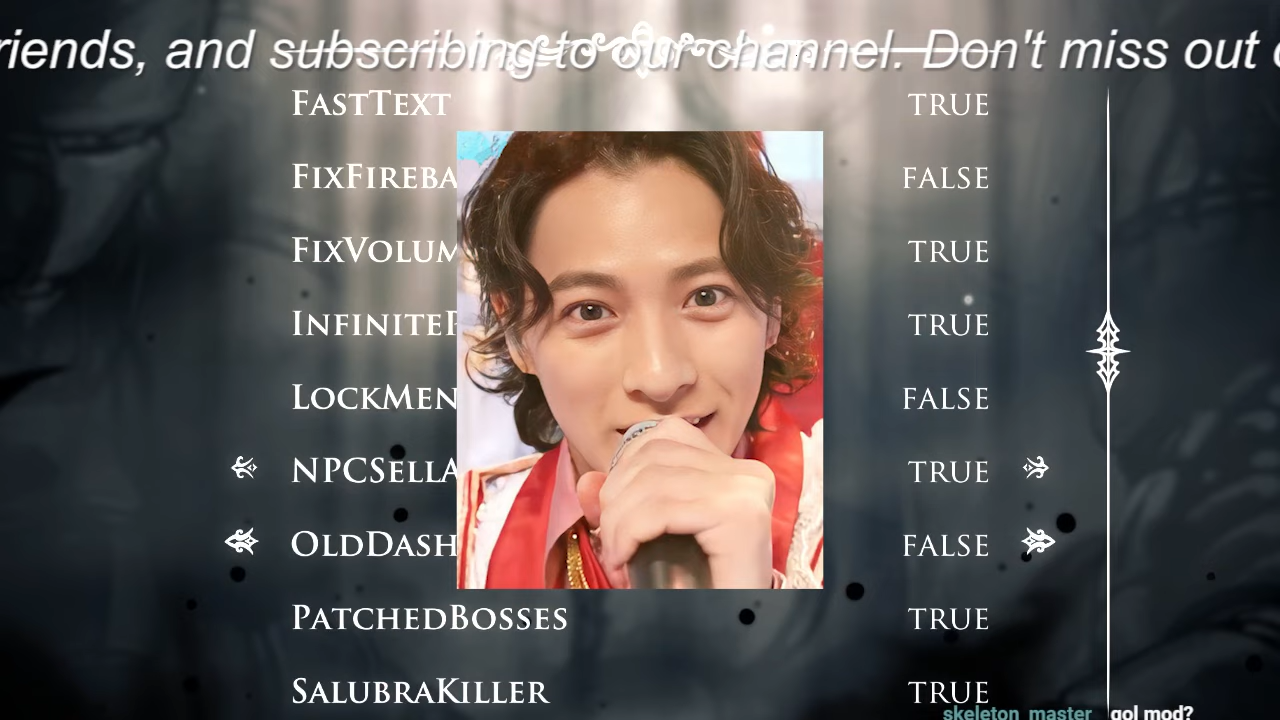 riends, and subscribing to our channel. Don't miss out
FastText TRUE
FixFireba FALSE
FixVolum TRUE
Infinite TRUE
LockMen FALSE
NPCSellA TRUE
OldDash FALSE
PatchedBosses TRUE
SalubraKiller TRUE
skeleton_master gol mod?